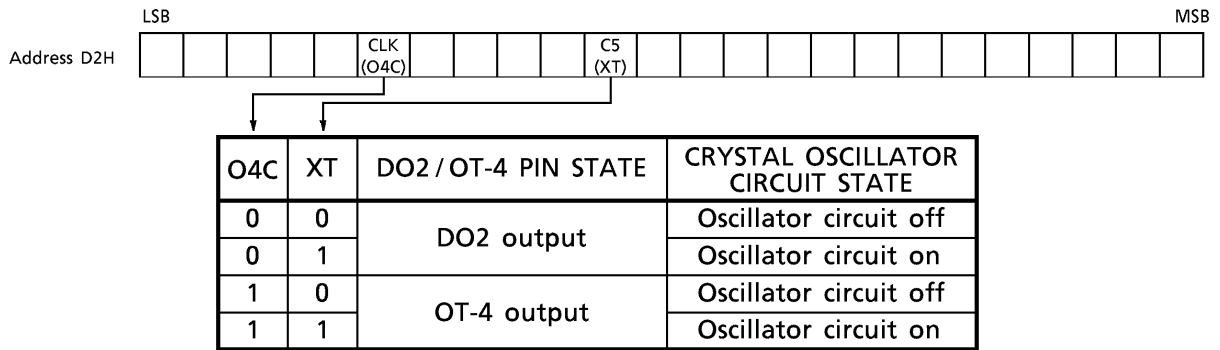 LSB MSB
Address D2H CLK (O4C) C5 (XT)
O4C XT DO2 / OT-4 PIN STATE CRYSTAL OSCILLATOR CIRCUIT STATE
0 0 DO2 output Oscillator circuit off
0 1 Oscillator circuit on
1 0 OT-4 output Oscillator circuit off
1 1 Oscillator circuit on